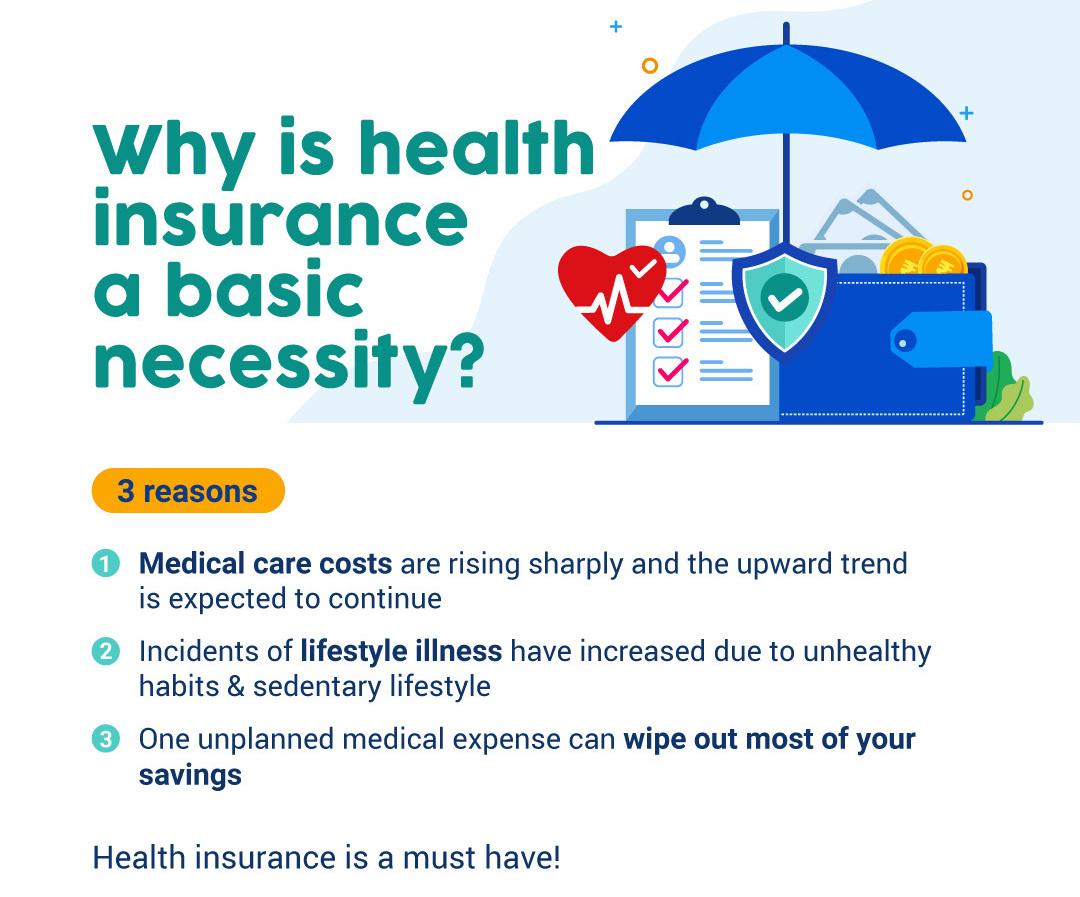 Why is health
insurance
a basic
necessity?
3 reasons
1 Medical care costs are rising sharply and the upward trend
is expected to continue
2 Incidents of lifestyle illness have increased due to unhealthy
habits & sedentary lifestyle
3 One unplanned medical expense can wipe out most of your
savings
Health insurance is a must have!